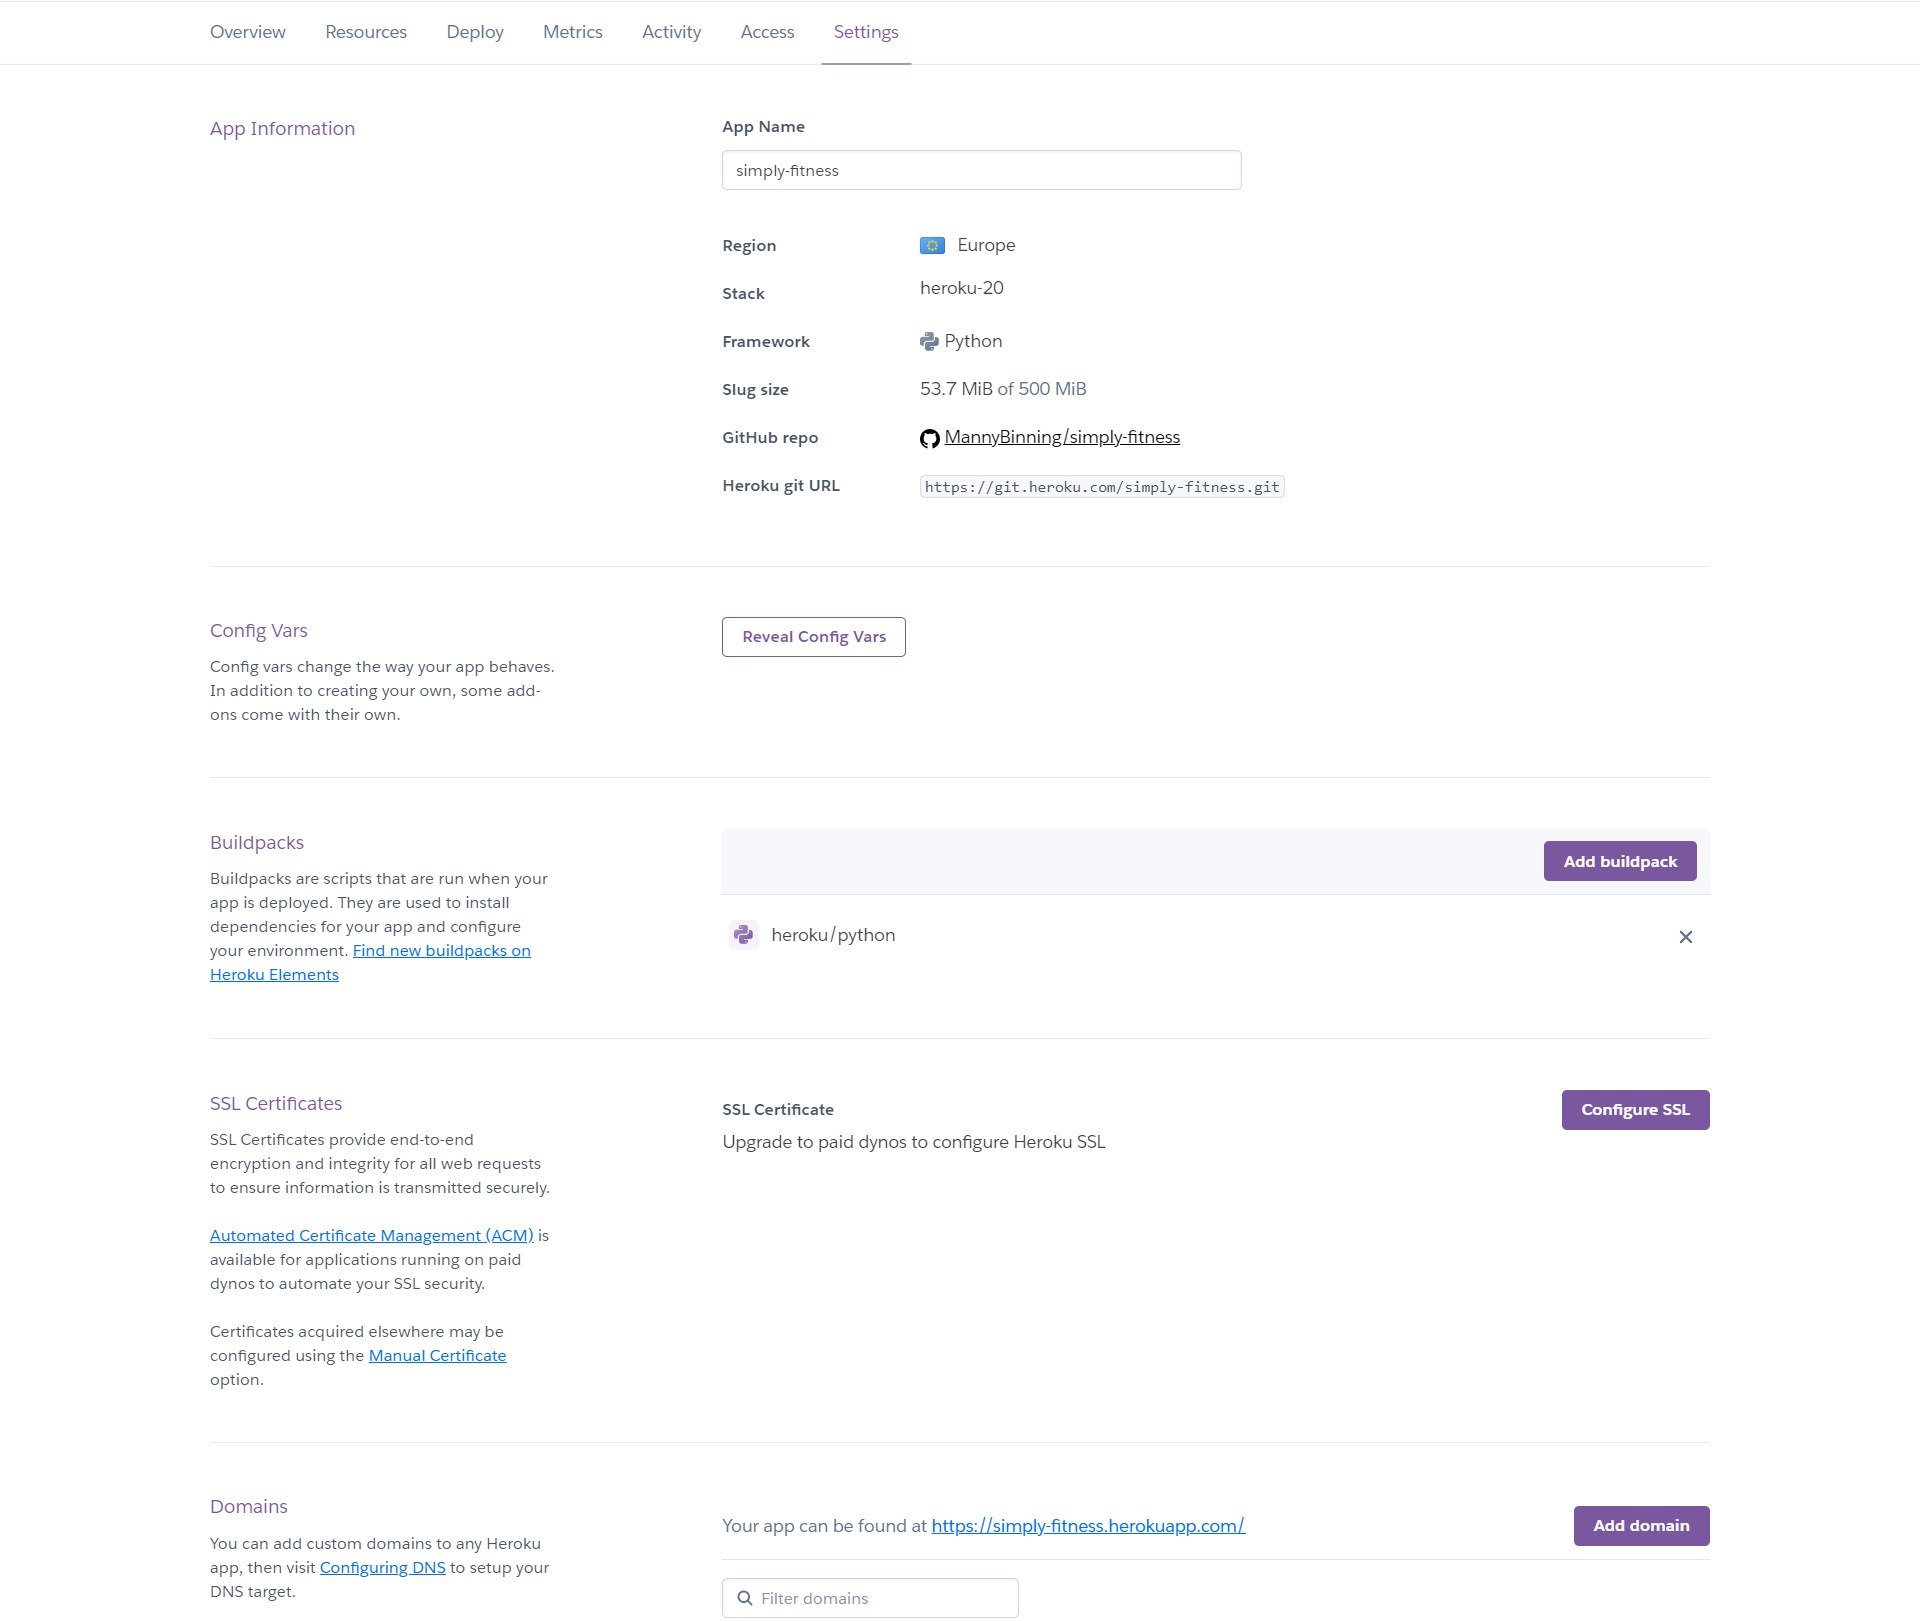 Overview Resources Deploy Metrics Activity Access Settings
App Information
App Name
simply-fitness
Region Europe
Stack heroku-20
Framework Python
Slug size 53.7 MiB of 500 MiB
GitHub repo MannyBinning/simply-fitness
Heroku git URL https://git.heroku.com/simply-fitness.git
Config Vars
Config vars change the way your app behaves.
In addition to creating your own, some add-
ons come with their own.
Reveal Config Vars
Buildpacks
Buildpacks are scripts that are run when your
app is deployed. They are used to install
dependencies for your app and configure
your environment. Find new buildpacks on
Heroku Elements
Add buildpack
heroku/python
SSL Certificates
SSL Certificates provide end-to-end
encryption and integrity for all web requests
to ensure information is transmitted securely.
Automated Certificate Management (ACM) is
available for applications running on paid
dynos to automate your SSL security.
Certificates acquired elsewhere may be
configured using the Manual Certificate
option.
SSL Certificate
Upgrade to paid dynos to configure Heroku SSL
Configure SSL
Domains
You can add custom domains to any Heroku
app, then visit Configuring DNS to setup your
DNS target.
Your app can be found at https://simply-fitness.herokuapp.com/
Add domain
Filter domains